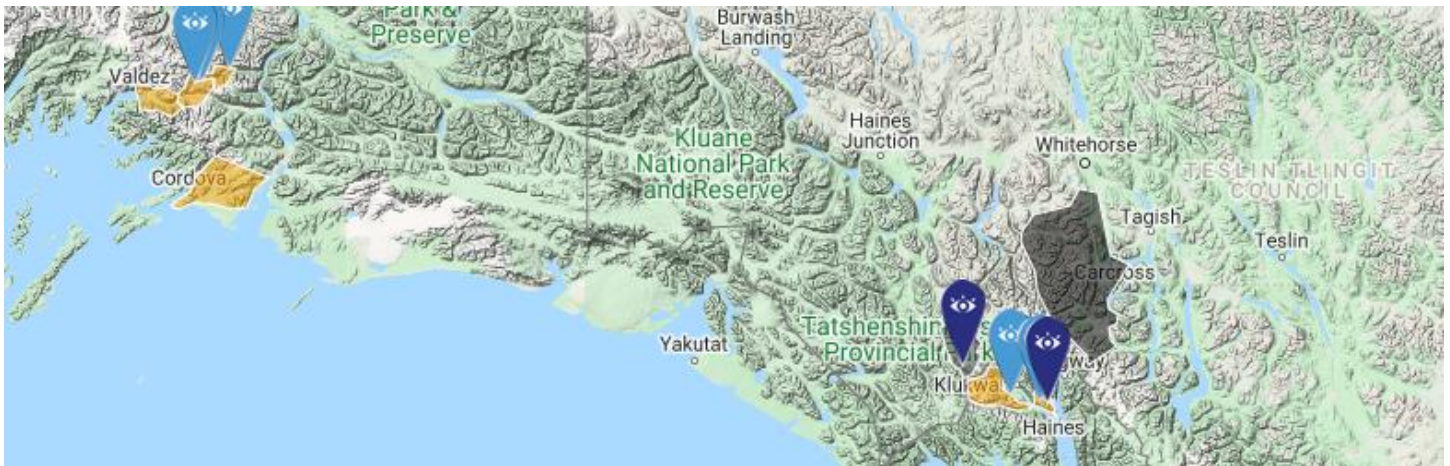 Park &
Preserve
Burwash
Landing
Valdez
Haines
Junction
Kluane
National Park
and Reserve
Whitehorse
TESLIN TLINGIT
COUNCIL
Cordova
Tagish
Teslin
Carcross
Tatshenshin
Provincial
Yakutat
Haines